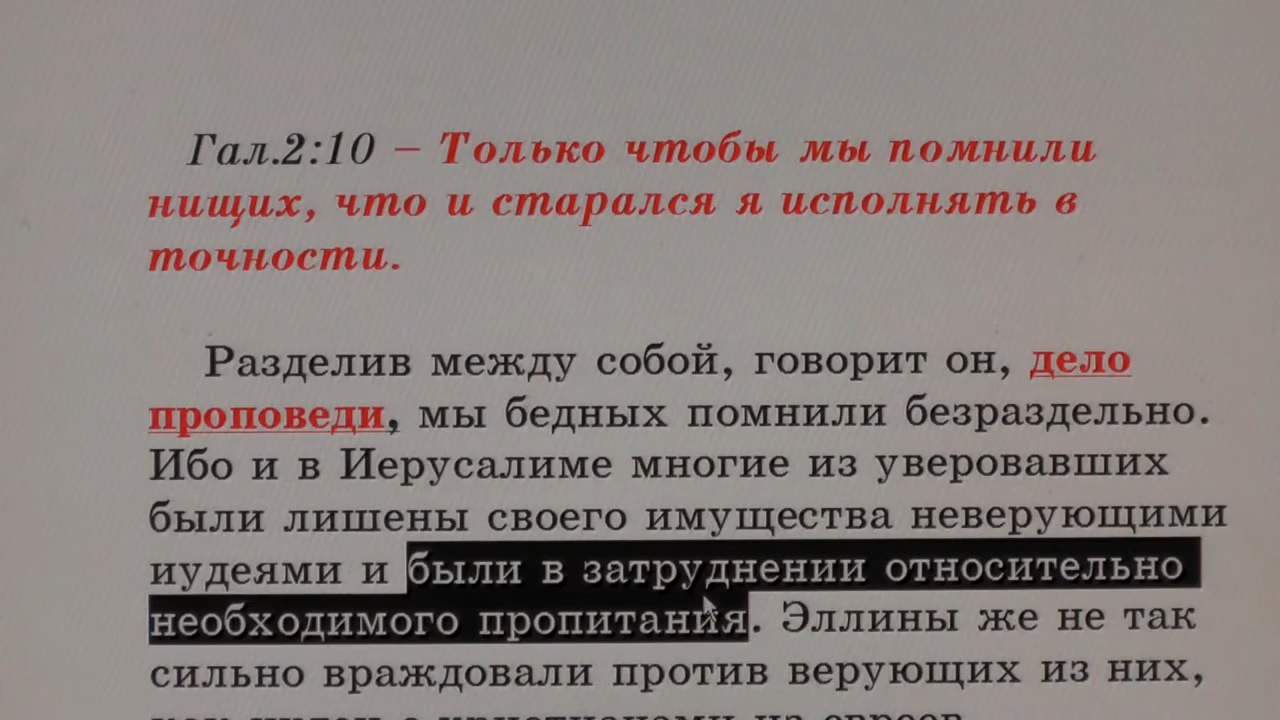 Гал.2:10 – Только чтобы мы помнили
нищих, что и старался я исполнять в
точности.
Разделив между собой, говорит он, дело
проповеди, мы бедных помнили безраздельно.
Ибо и в Иерусалиме многие из уверовавших
были лишены своего имущества неверующими
иудеями и были в затруднении относительно
необходимого пропитания. Эллины же не так
сильно враждовали против верующих из них,